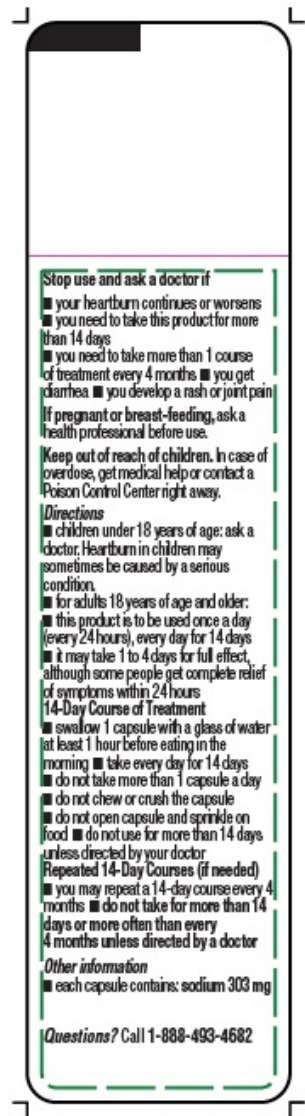 Stop use and ask a doctor if
■ your heartburn continues or worsens
■ you need to take this product for more
than 14 days
■ you need to take more than 1 course
of treatment every 4 months ■ you get
diarrhea ■ you develop a rash or joint pain
If pregnant or breast-feeding, ask a
health professional before use.
Keep out of reach of children. In case of
overdose, get medical help or contact a
Poison Control Center right away.
Directions
■ children under 18 years of age: ask a
doctor. Heartburn in children may
sometimes be caused by a serious
condition.
■ for adults 18 years of age and older:
■ this product is to be used once a day
(every 24 hours), every day for 14 days
■ it may take 1 to 4 days for full effect,
although some people get complete relief
of symptoms within 24 hours
14-Day Course of Treatment
■ swallow 1 capsule with a glass of water
at least 1 hour before eating in the
morning ■ take every day for 14 days
■ do not take more than 1 capsule a day
■ do not chew or crush the capsule
■ do not open capsule and sprinkle on
food ■ do not use for more than 14 days
unless directed by your doctor
Repeated 14-Day Courses (if needed)
■ you may repeat a 14-day course every 4
months ■ do not take for more than 14
days or more often than every
4 months unless directed by a doctor
Other information
■ each capsule contains: sodium 303 mg
Questions? Call 1-888-493-4682